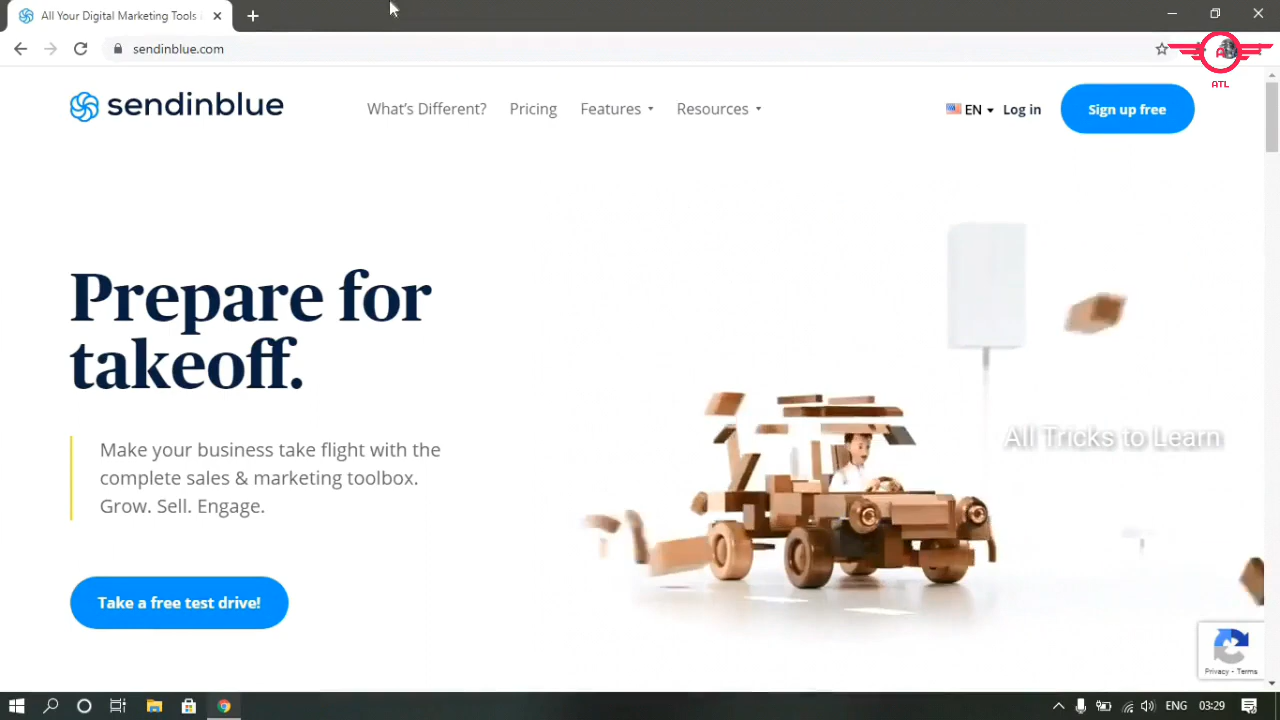 All Your Digital Marketing Tools
sendinblue.com
ATL
sendinblue
What's Different?
Pricing
Features
Resources
EN
Log in
Sign up free
Prepare for
takeoff.
Make your business take flight with the
complete sales & marketing toolbox.
Grow. Sell. Engage.
All Tricks to Learn
Take a free test drive!
Privacy - Terms
ENG
03:29